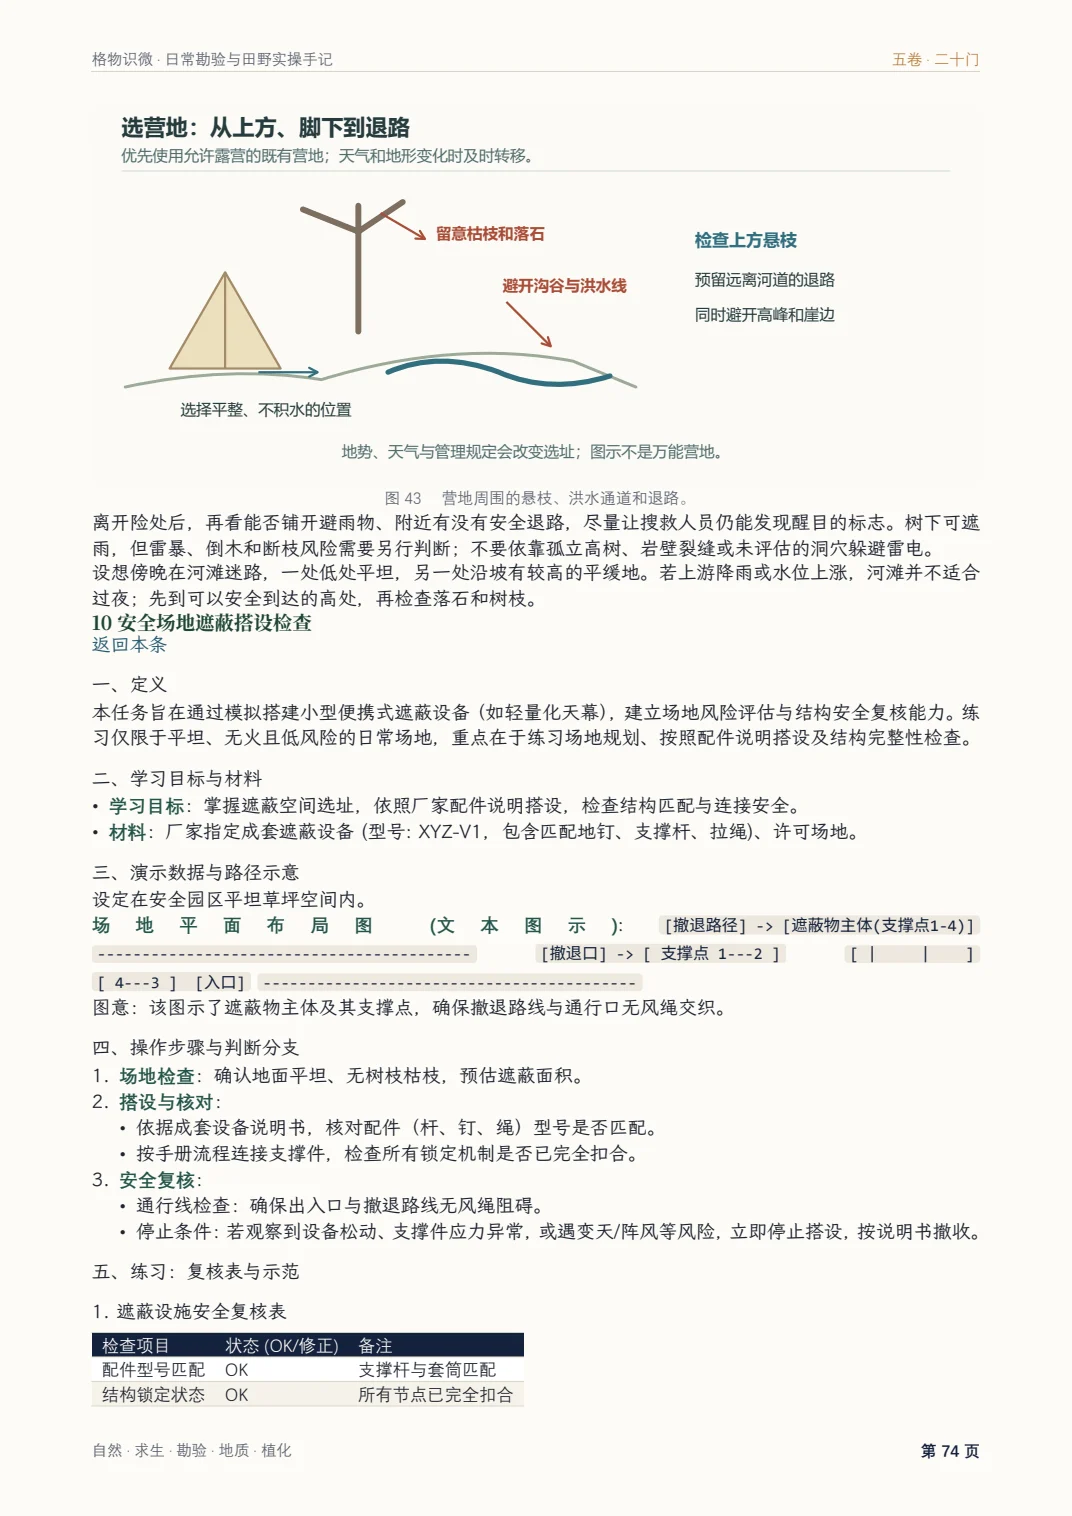 格物识微 · 日常勘验与田野实操手记
五卷 · 二十门
选营地：从上方、脚下到退路
优先使用允许露营的既有营地；天气和地形变化时及时转移。
留意枯枝和落石
避开沟谷与洪水线
检查上方悬枝
预留远离河道的退路
同时避开高峰和崖边
选择平整、不积水的位置
地势、天气与管理规定会改变选址；图示不是万能营地。
图 43 营地周围的悬枝、洪水通道和退路。
离开险处后，再看能否铺开避雨物、附近有没有安全退路，尽量让搜救人员仍能发现醒目的标志。树下可遮
雨，但雷暴、倒木和断枝风险需要另行判断；不要依靠孤立高树、岩壁裂缝或未评估的洞穴躲避雷电。
设想傍晚在河滩迷路，一处低处平坦，另一处沿坡有较高的平缓地。若上游降雨或水位上涨，河滩并不适合
过夜；先到可以安全到达的高处，再检查落石和树枝。
10 安全场地遮蔽搭设检查
返回本条
一、定义
本任务旨在通过模拟搭建小型便携式遮蔽设备（如轻量化天幕），建立场地风险评估与结构安全复核能力。练
习仅限于平坦、无火且低风险的日常场地，重点在于练习场地规划、按照配件说明搭设及结构完整性检查。
二、学习目标与材料
• 学习目标：掌握遮蔽空间选址，依照厂家配件说明搭设，检查结构匹配与连接安全。
• 材料：厂家指定成套遮蔽设备 (型号: XYZ-V1，包含匹配地钉、支撑杆、拉绳)、许可场地。
三、演示数据与路径示意
设定在安全园区平坦草坪空间内。
场地平面布局图 (文本图示): [撤退路径] -> [遮蔽物主体(支撑点1-4)]
------------------------------------------ [撤退口] -> [ 支撑点 1---2 ] [ | | ]
[ 4---3 ] [入口] ------------------------------------------
图意：该图示了遮蔽物主体及其支撑点，确保撤退路线与通行口无风绳交织。
四、操作步骤与判断分支
1. 场地检查：确认地面平坦、无树枝枯枝，预估遮蔽面积。
2. 搭设与核对：
• 依据成套设备说明书，核对配件（杆、钉、绳）型号是否匹配。
• 按手册流程连接支撑件，检查所有锁定机制是否已完全扣合。
3. 安全复核：
• 通行线检查：确保出入口与撤退路线无风绳阻碍。
• 停止条件：若观察到设备松动、支撑件应力异常，或遇变天/阵风等风险，立即停止搭设，按说明书撤收。
五、练习：复核表与示范
1. 遮蔽设施安全复核表
检查项目 状态 (OK/修正) 备注
配件型号匹配 OK 支撑杆与套筒匹配
结构锁定状态 OK 所有节点已完全扣合
自然 · 求生 · 勘验 · 地质 · 植化
第 74 页